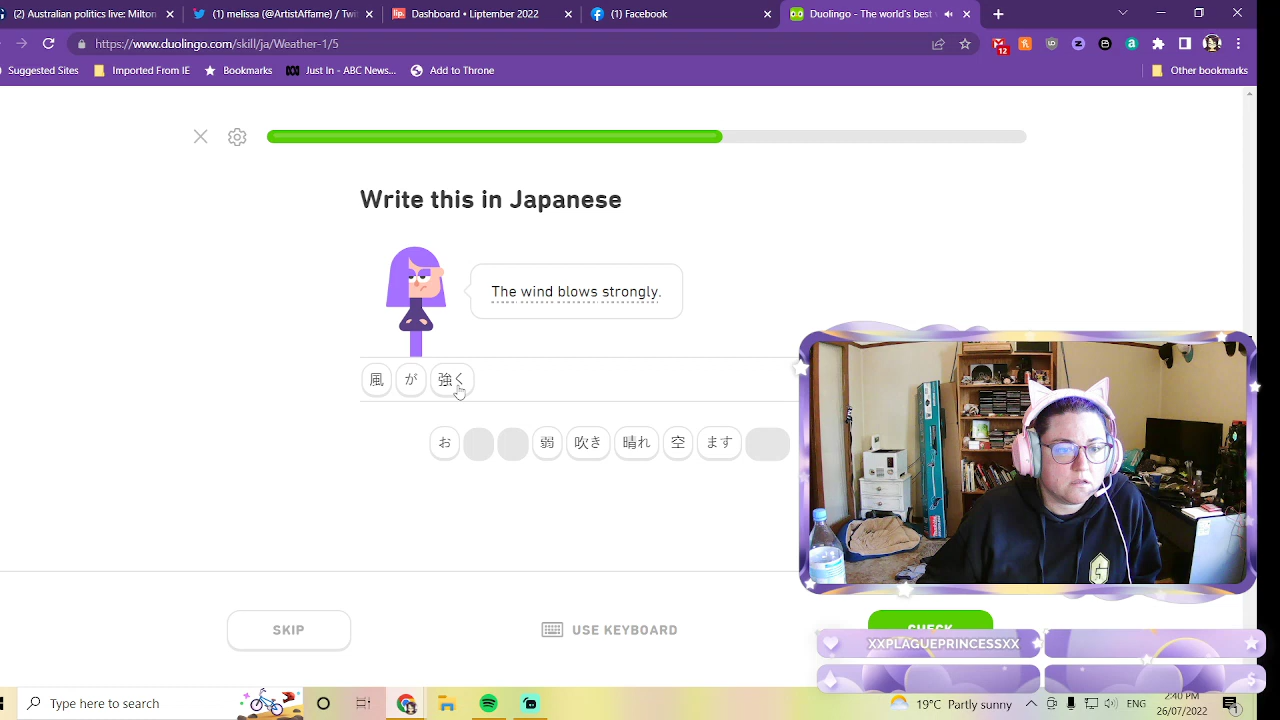 Australian politics live: Milton
melissa (@ArtistAffame) / Twi
Dashboard • Liptember 2022
(1) Facebook
Duolingo - The world's best
https://www.duolingo.com/skill/ja/Weather-1/5
12
Suggested Sites
Imported From IE
Bookmarks
Just In - ABC News...
Add to Throne
Other bookmarks
Write this in Japanese
The wind blows strongly.
風 が 強く
お 弱 吹き 晴れ 空 ます
SKIP
USE KEYBOARD
CHECK
XXPLAGUEPRINCESSXX
Type here to search
19°C Partly sunny
ENG
2:40 PM
26/07/2022